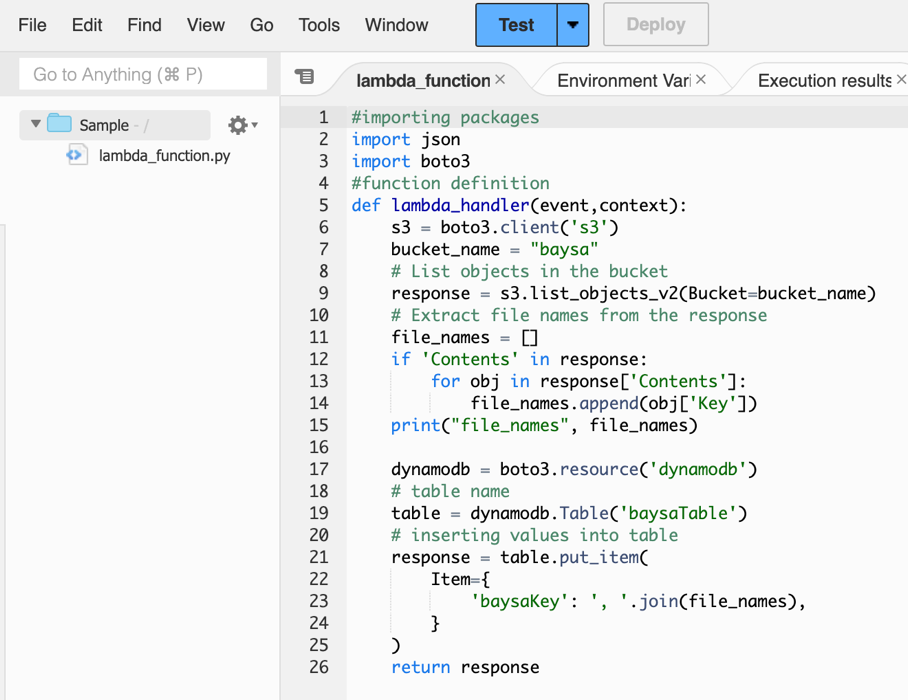 File Edit Find View Go Tools Window Test Deploy
Go to Anything (⌘ P)
lambda_function × Environment Vari × Execution results ×
Sample - /
lambda_function.py
1 #importing packages
2 import json
3 import boto3
4 #function definition
5 def lambda_handler(event,context):
6     s3 = boto3.client('s3')
7     bucket_name = "baysa"
8     # List objects in the bucket
9     response = s3.list_objects_v2(Bucket=bucket_name)
10     # Extract file names from the response
11     file_names = []
12     if 'Contents' in response:
13         for obj in response['Contents']:
14             file_names.append(obj['Key'])
15     print("file_names", file_names)
16
17     dynamodb = boto3.resource('dynamodb')
18     # table name
19     table = dynamodb.Table('baysaTable')
20     # inserting values into table
21     response = table.put_item(
22         Item={
23             'baysaKey': ', '.join(file_names),
24         }
25     )
26     return response